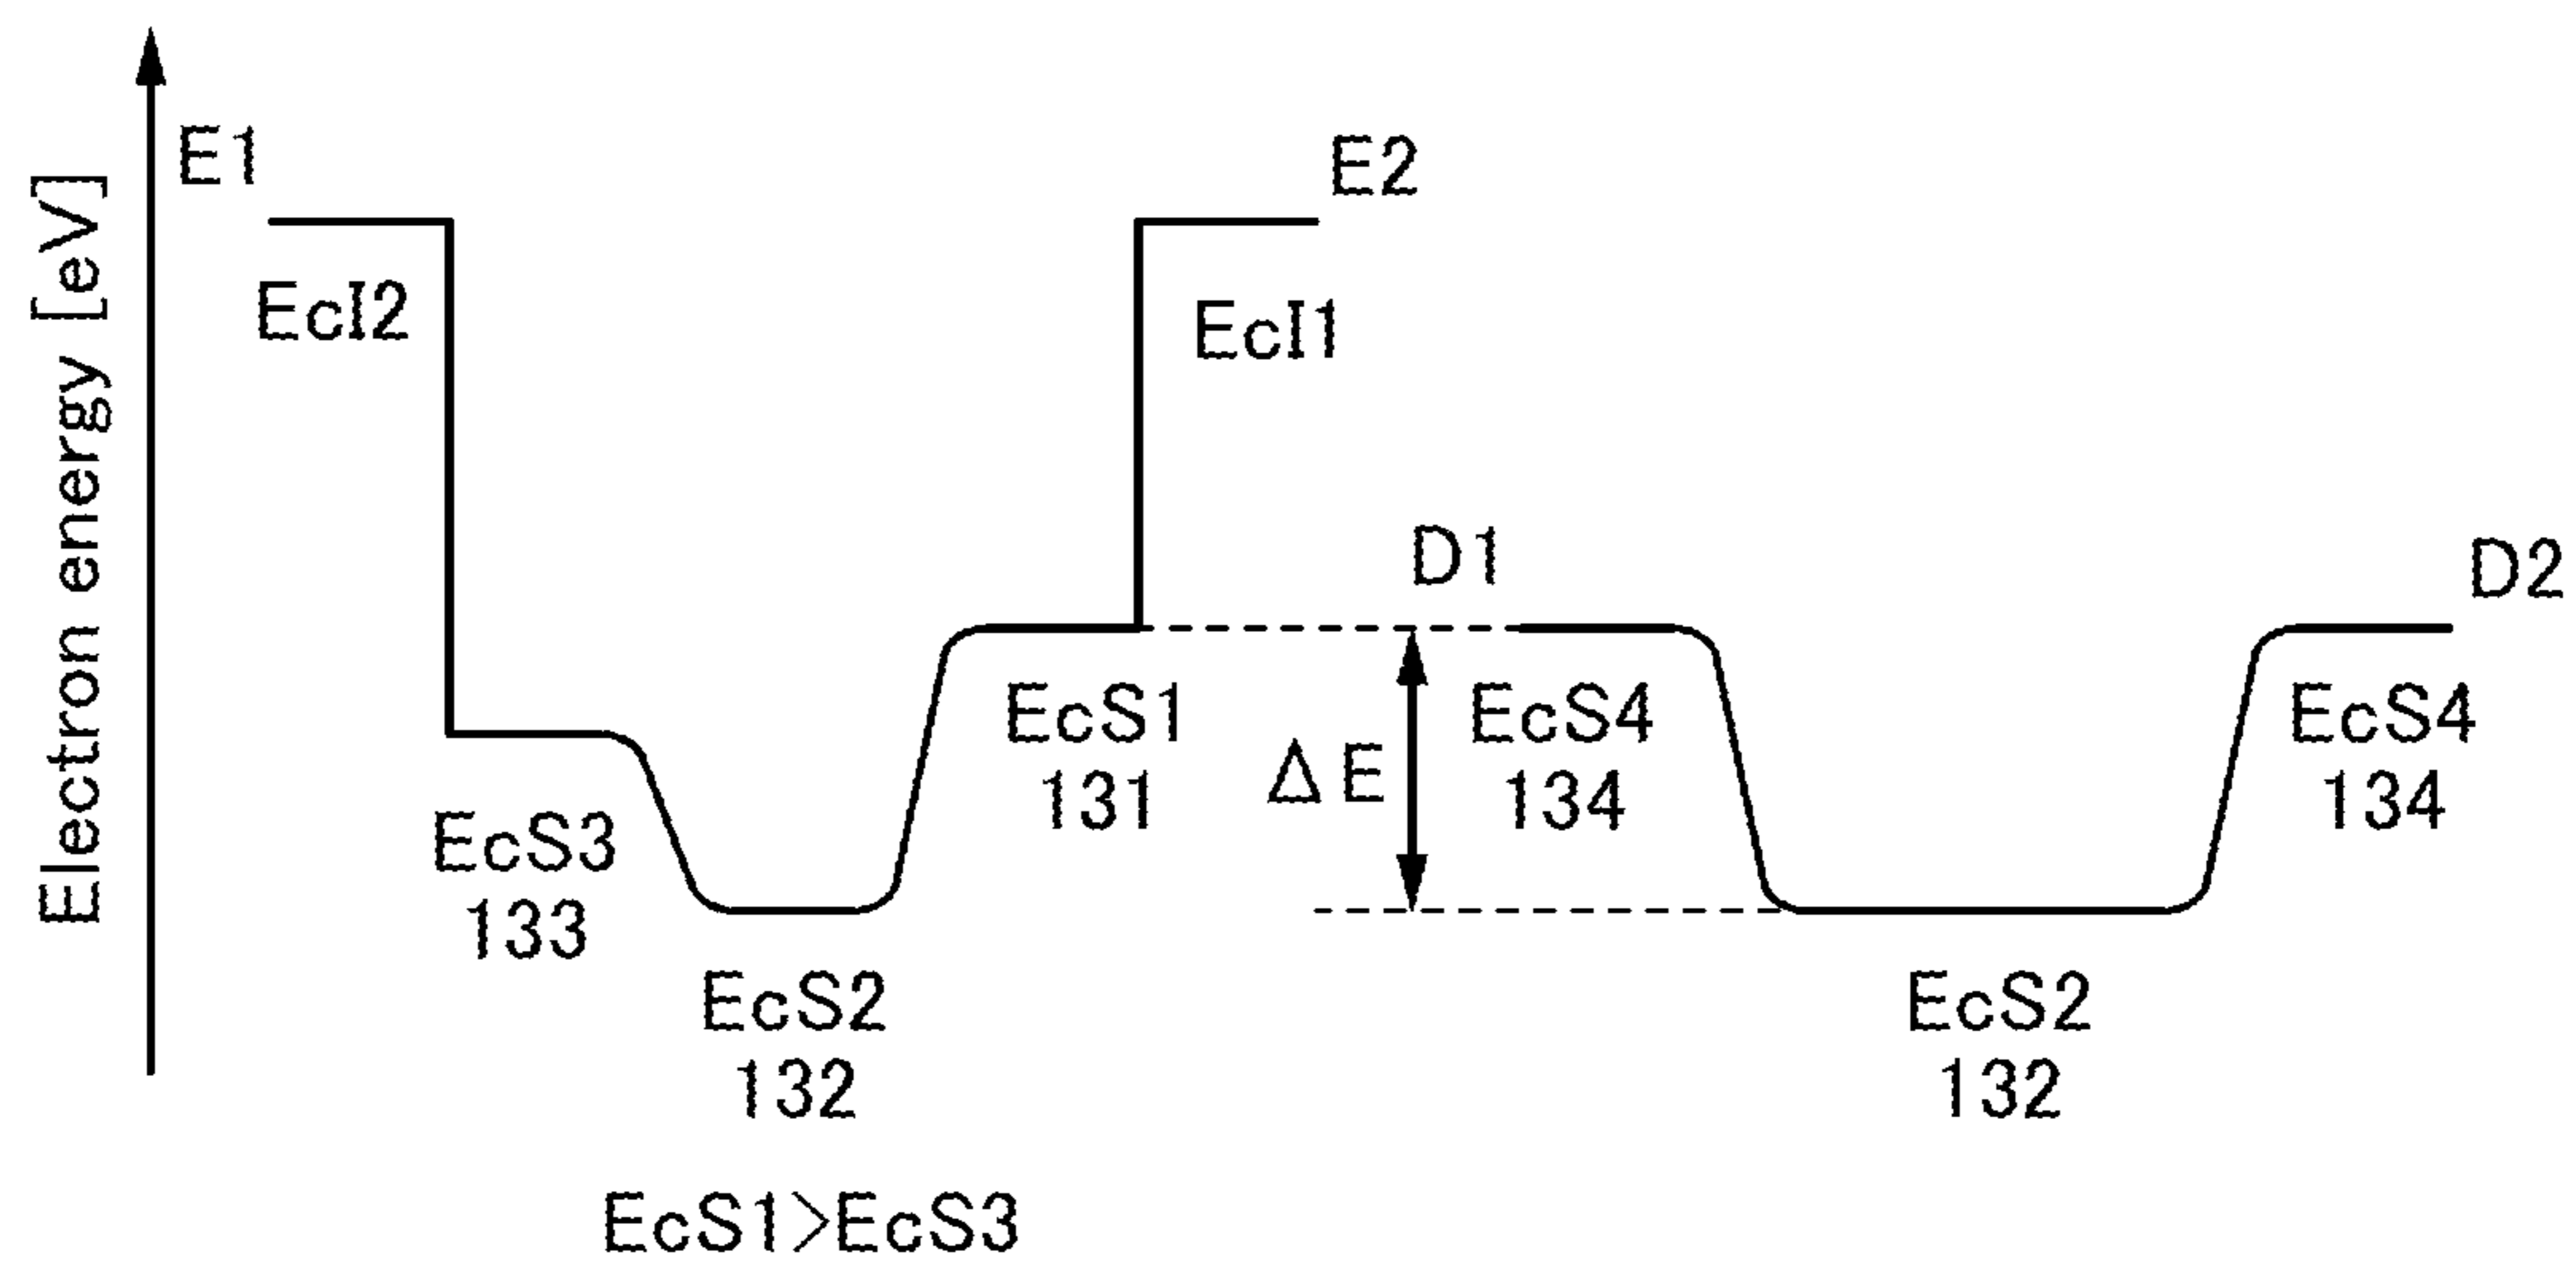 Electron energy [eV]
E1
E2
EcI2
EcI1
D1
D2
EcS1
131
ΔE
EcS4
134
EcS4
134
EcS3
133
EcS2
132
EcS2
132
EcS1>EcS3